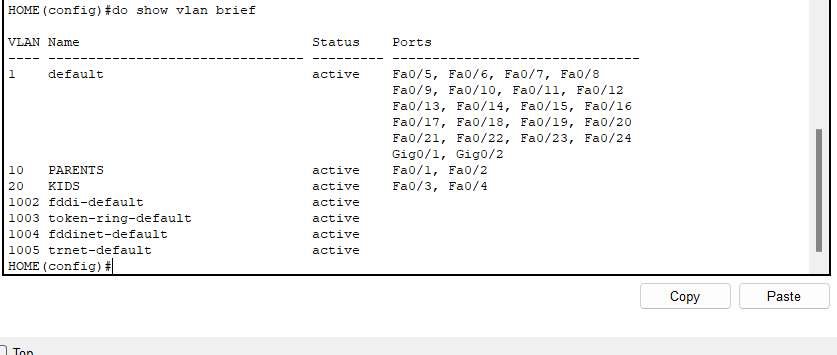 HOME(config)#do show vlan brief
VLAN Name Status Ports
---- -------------------------------- --------- -------------------------------
1 default active Fa0/5, Fa0/6, Fa0/7, Fa0/8
Fa0/9, Fa0/10, Fa0/11, Fa0/12
Fa0/13, Fa0/14, Fa0/15, Fa0/16
Fa0/17, Fa0/18, Fa0/19, Fa0/20
Fa0/21, Fa0/22, Fa0/23, Fa0/24
Gig0/1, Gig0/2
10 PARENTS active Fa0/1, Fa0/2
20 KIDS active Fa0/3, Fa0/4
1002 fddi-default active
1003 token-ring-default active
1004 fddinet-default active
1005 trnet-default active
HOME(config)#
Copy Paste
Top